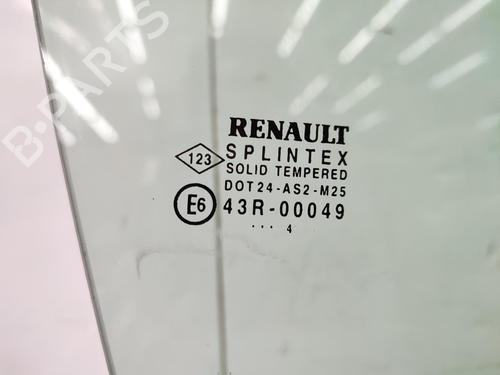 B-PARTS
RENAULT
123 SPLINTEX
SOLID TEMPERED
DOT24-AS2-M25
E6 43R-00049
... 4